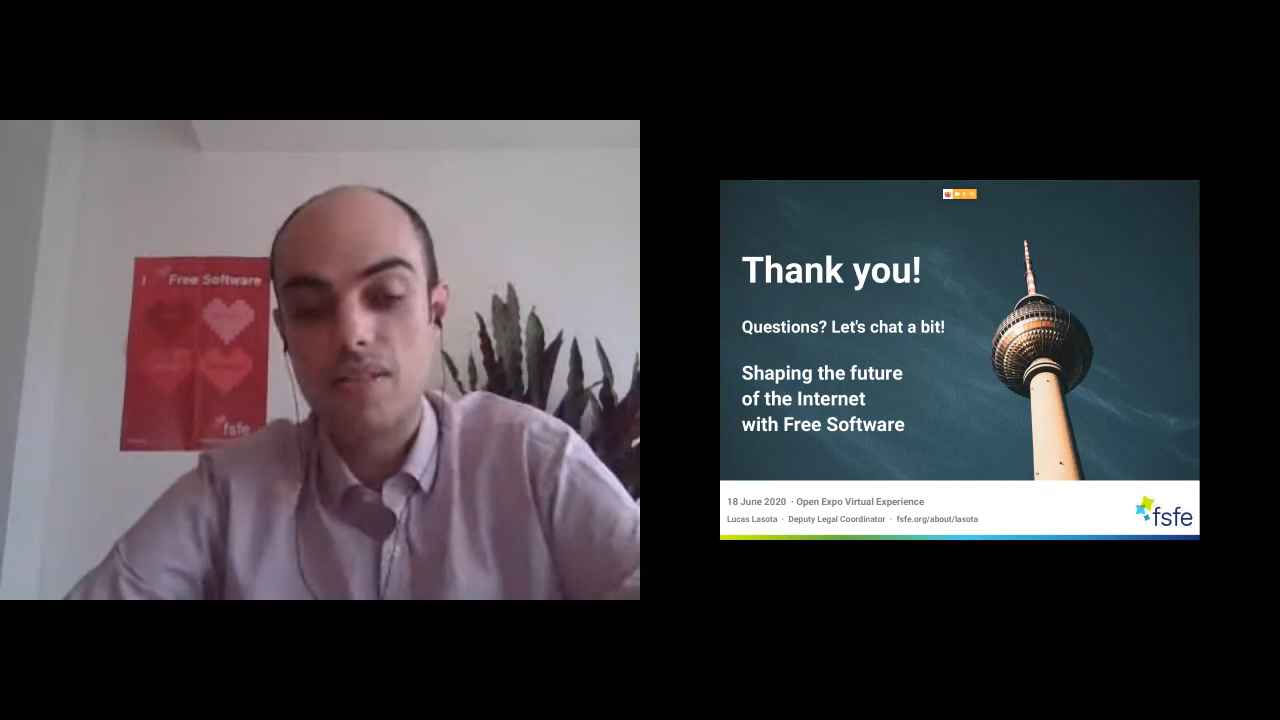 I Free Software
fsfe
Thank you!
Questions? Let's chat a bit!
Shaping the future
of the Internet
with Free Software
18 June 2020 · Open Expo Virtual Experience
Lucas Lasota · Deputy Legal Coordinator · fsfe.org/about/lasota
fsfe